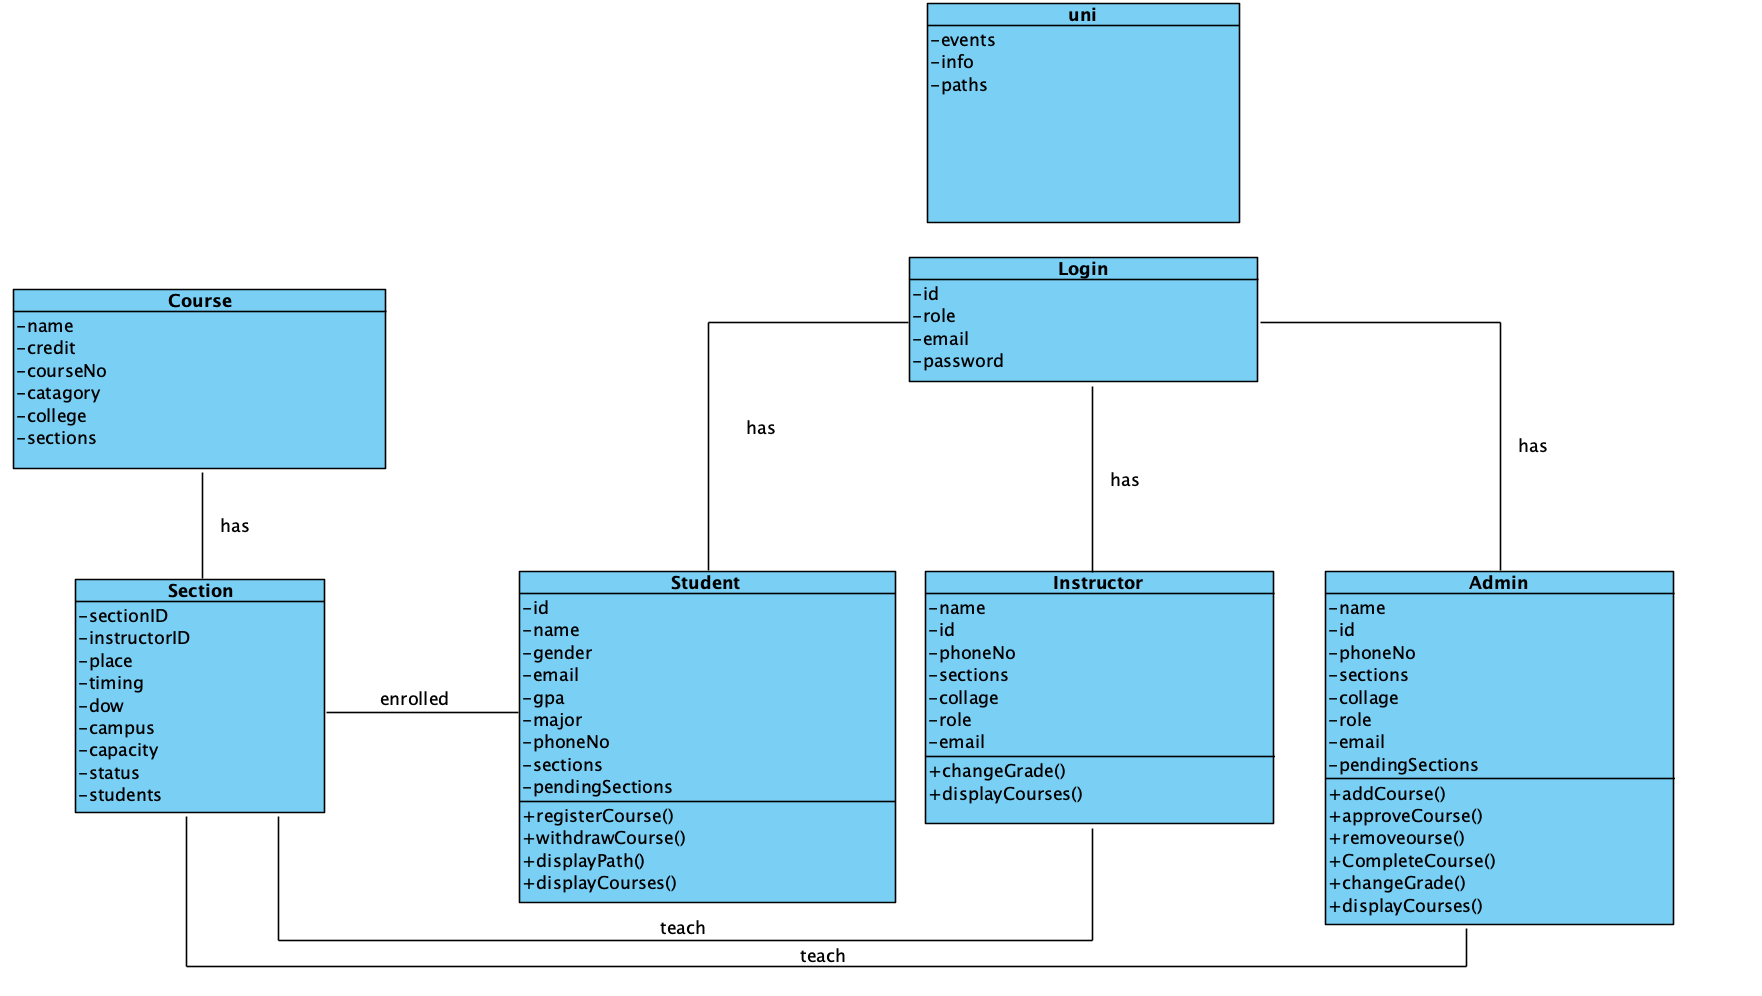 uni
-events
-info
-paths
Login
-id
-role
-email
-password
Course
-name
-credit
-courseNo
-catagory
-college
-sections
has
has
has
has
Section
-sectionID
-instructorID
-place
-timing
-dow
-campus
-capacity
-status
-students
enrolled
Student
-id
-name
-gender
-email
-gpa
-major
-phoneNo
-sections
-pendingSections
+registerCourse()
+withdrawCourse()
+displayPath()
+displayCourses()
Instructor
-name
-id
-phoneNo
-sections
-collage
-role
-email
+changeGrade()
+displayCourses()
Admin
-name
-id
-phoneNo
-sections
-collage
-role
-email
-pendingSections
+addCourse()
+approveCourse()
+removeourse()
+CompleteCourse()
+changeGrade()
+displayCourses()
teach
teach